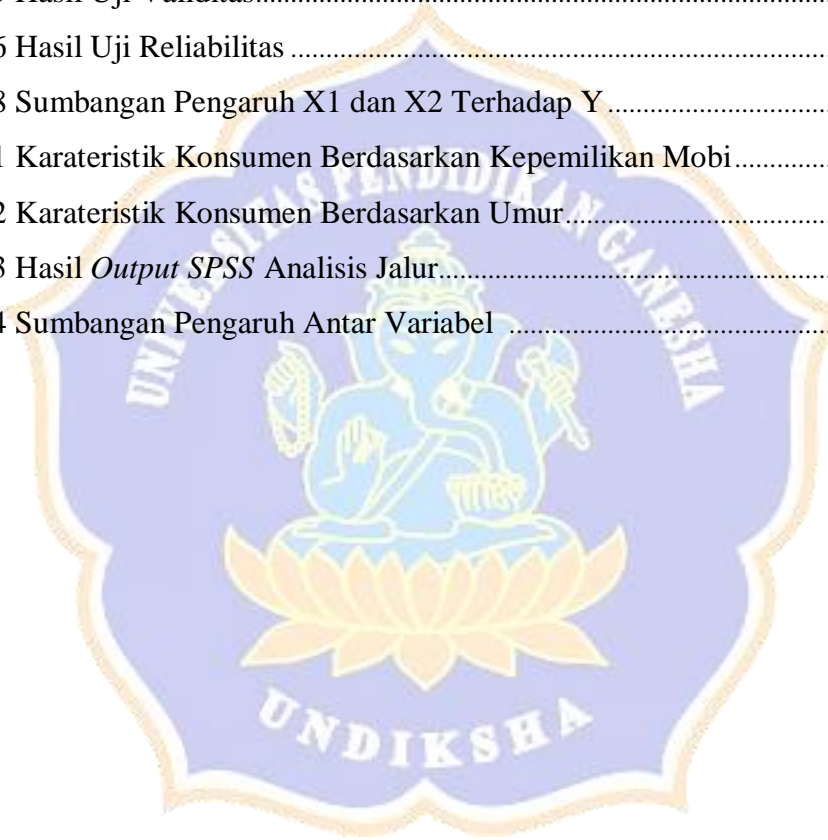 Hasil Uji Validitas
6 Hasil Uji Reliabilitas
8 Sumbangan Pengaruh X1 dan X2 Terhadap Y
1 Karateristik Konsumen Berdasarkan Kepemilikan Mobi
2 Karateristik Konsumen Berdasarkan Umur
3 Hasil Output SPSS Analisis Jalur
4 Sumbangan Pengaruh Antar Variabel
UNIVERSITAS PENDIDIKAN GANESHA
UNDIKSHA